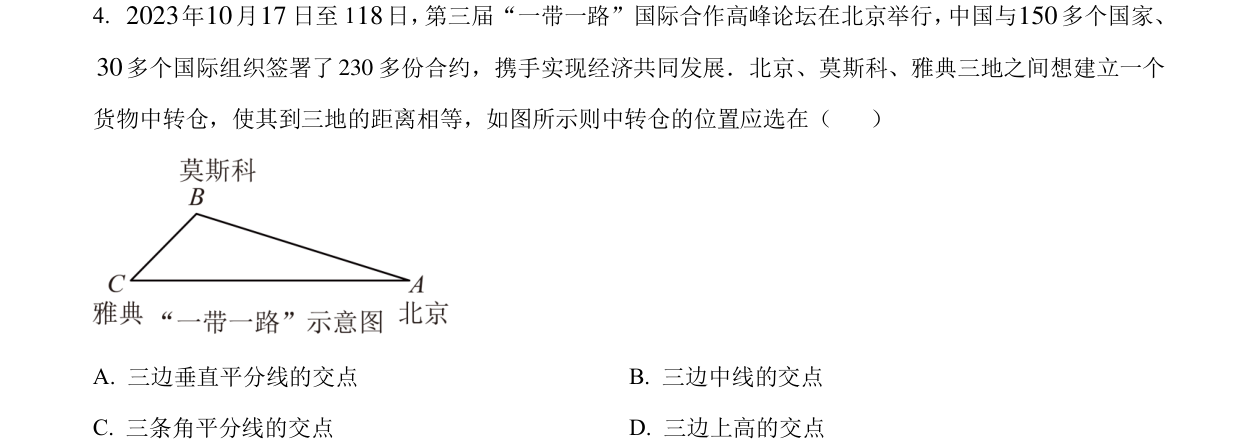 4. 2023年10月17日至118日，第三届“一带一路”国际合作高峰论坛在北京举行，中国与150多个国家、
30多个国际组织签署了230多份合约，携手实现经济共同发展．北京、莫斯科、雅典三地之间想建立一个
货物中转仓，使其到三地的距离相等，如图所示则中转仓的位置应选在（　　）
莫斯科
B
C
A
雅典
“一带一路”示意图
北京
A. 三边垂直平分线的交点
B. 三边中线的交点
C. 三条角平分线的交点
D. 三边上高的交点